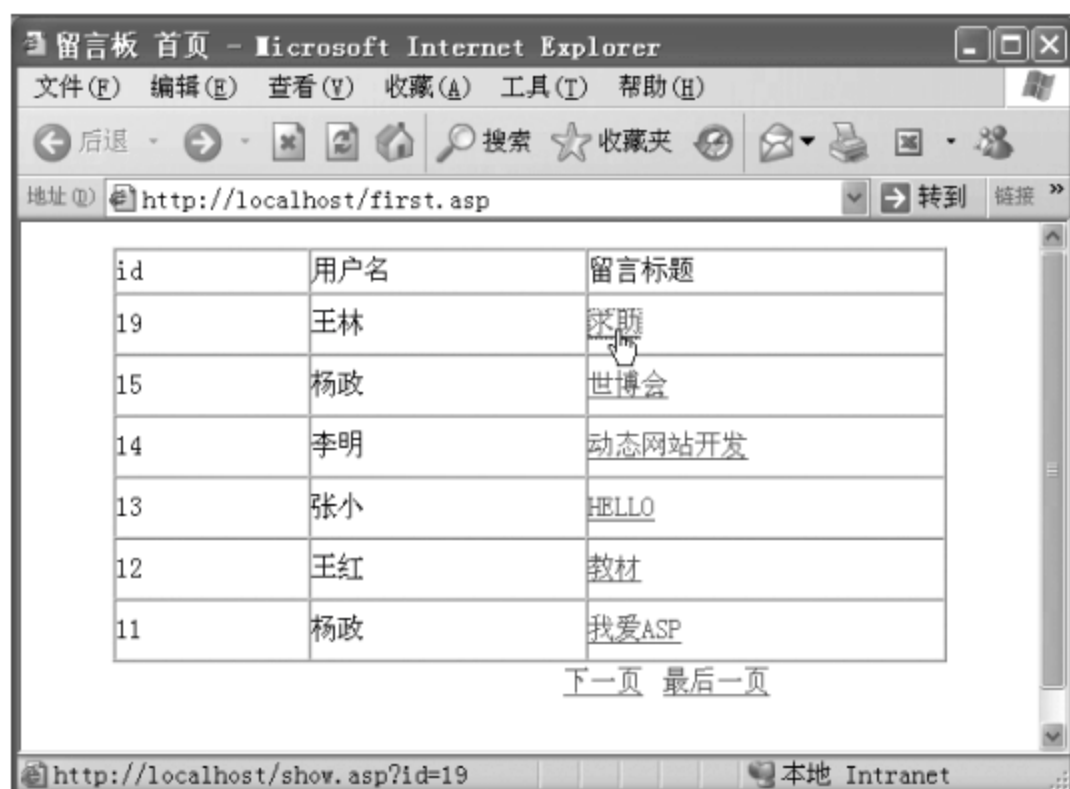 留言板 首页 - Microsoft Internet Explorer
文件(F) 编辑(E) 查看(V) 收藏(A) 工具(T) 帮助(H)
后退 搜索 收藏夹
地址(D) http://localhost/first.asp 转到 链接 »
id 用户名 留言标题
19 王林 求助
15 杨政 世博会
14 李明 动态网站开发
13 张小 HELLO
12 王红 教材
11 杨政 我爱ASP
下一页 最后一页
http://localhost/show.asp?id=19 本地 Intranet